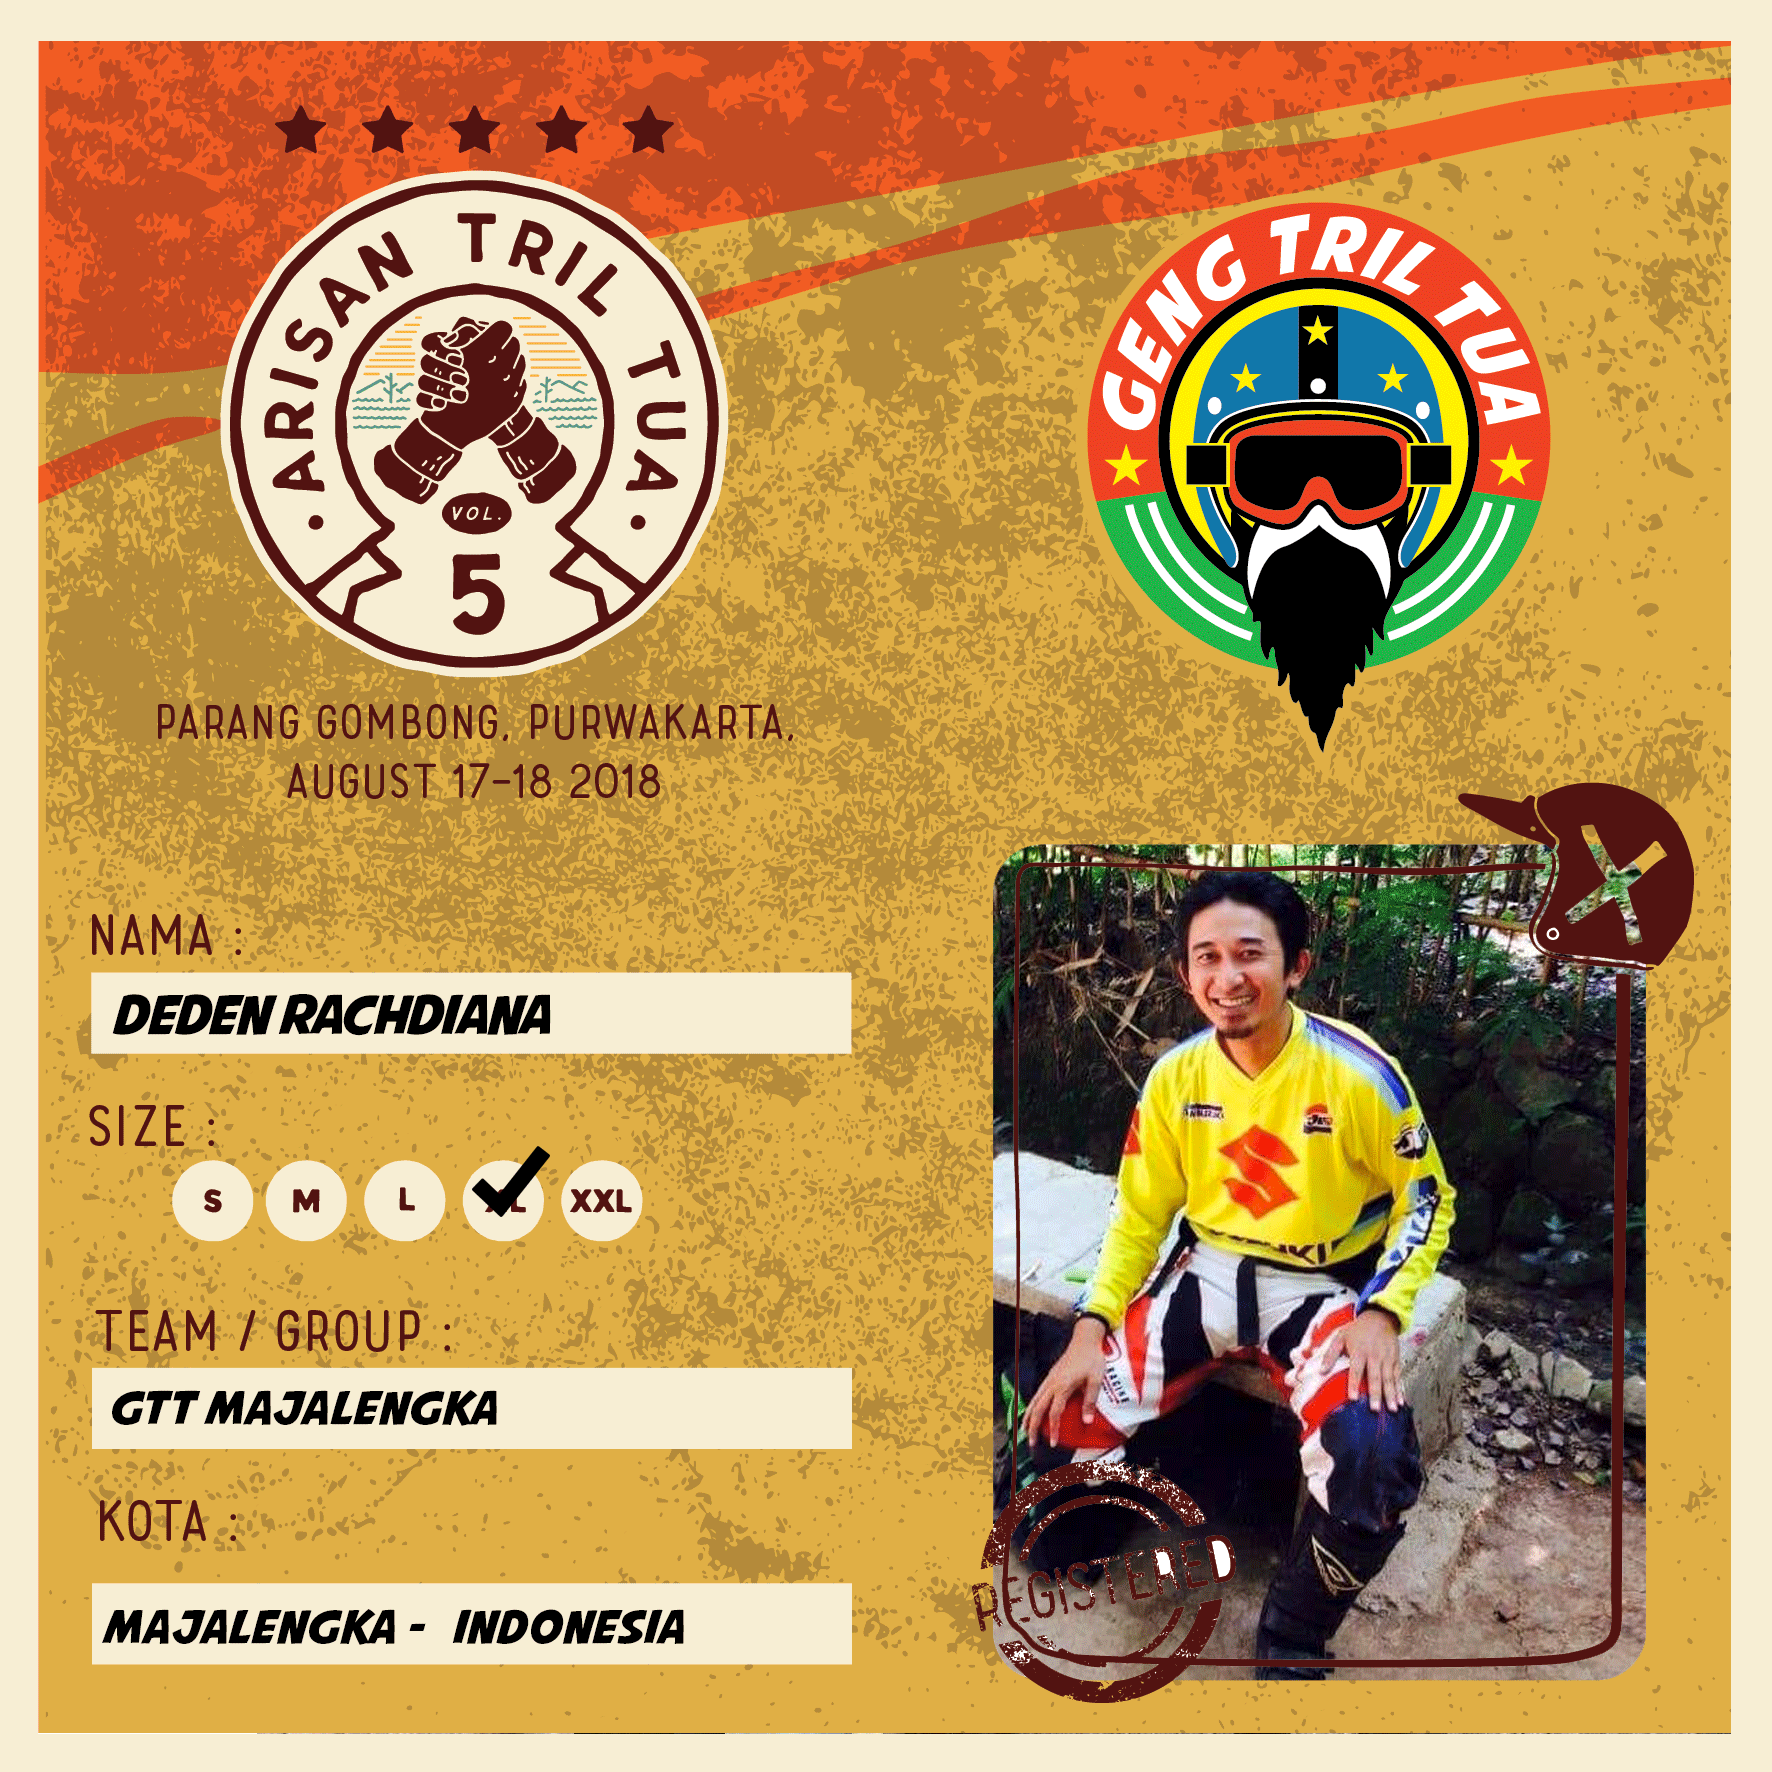 ARISAN TRIL TUA
VOL.
5
PARANG GOMBONG, PURWAKARTA,
AUGUST 17-18 2018
GENG TRIL TUA
NAMA :
DEDEN RACHDIANA
SIZE :
S M L XL XXL
TEAM / GROUP :
GTT MAJALENGKA
KOTA :
MAJALENGKA - INDONESIA
RACING
REGISTERED